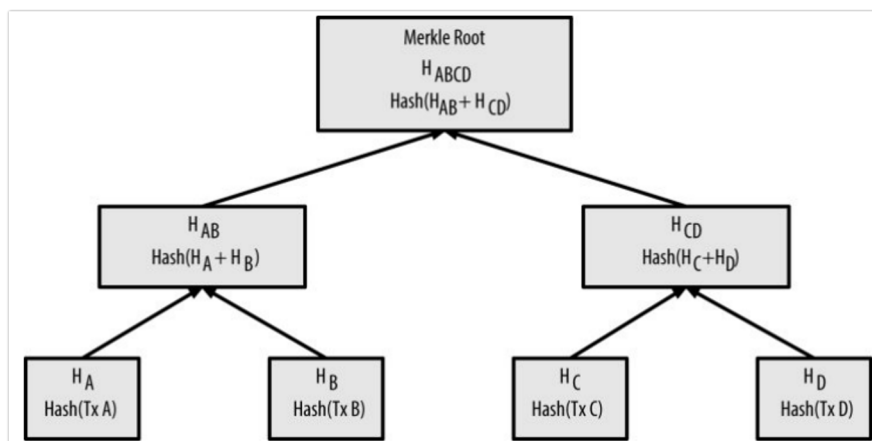 Merkle Root
H ABCD
Hash(H AB + H CD)
H AB
Hash(H A + H B)
H CD
Hash(H C+H D)
H A
Hash(Tx A)
H B
Hash(Tx B)
H C
Hash(Tx C)
H D
Hash(Tx D)